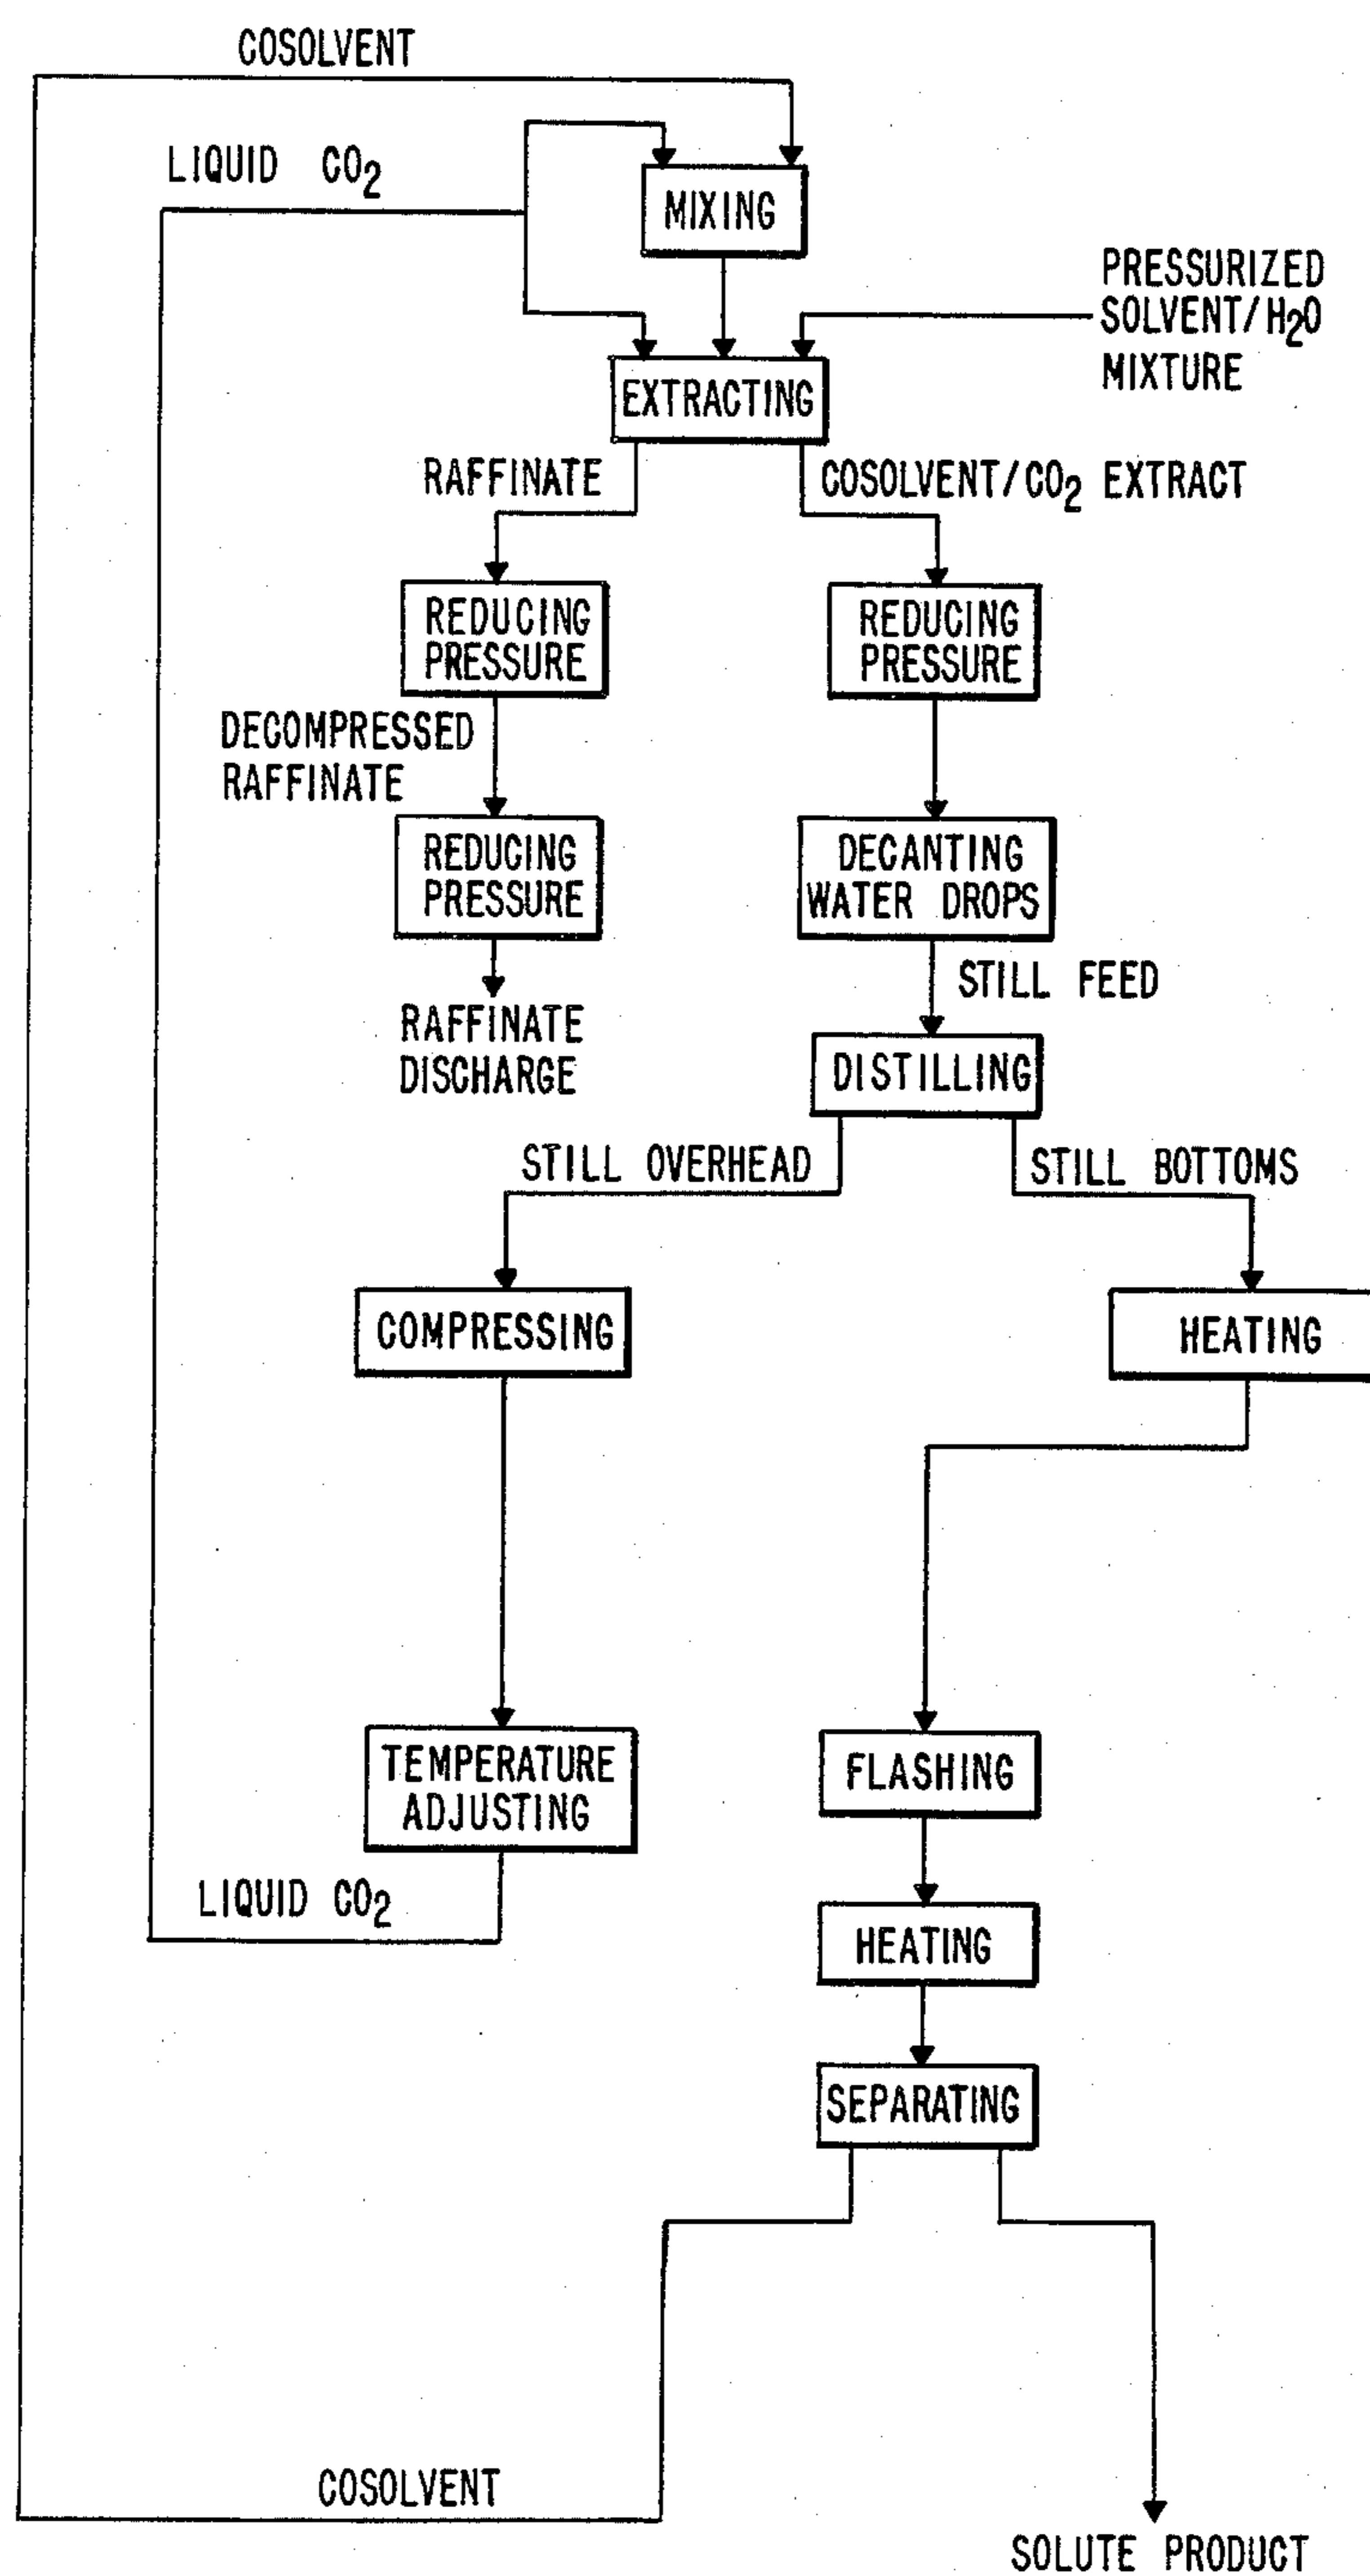 COSOLVENT
LIQUID CO2
MIXING
PRESSURIZED
SOLVENT/H2O
MIXTURE
EXTRACTING
RAFFINATE
COSOLVENT/CO2 EXTRACT
REDUCING
PRESSURE
REDUCING
PRESSURE
DECOMPRESSED
RAFFINATE
REDUCING
PRESSURE
DECANTING
WATER DROPS
STILL FEED
RAFFINATE
DISCHARGE
DISTILLING
STILL OVERHEAD
STILL BOTTOMS
COMPRESSING
HEATING
TEMPERATURE
ADJUSTING
FLASHING
LIQUID CO2
HEATING
SEPARATING
COSOLVENT
SOLUTE PRODUCT